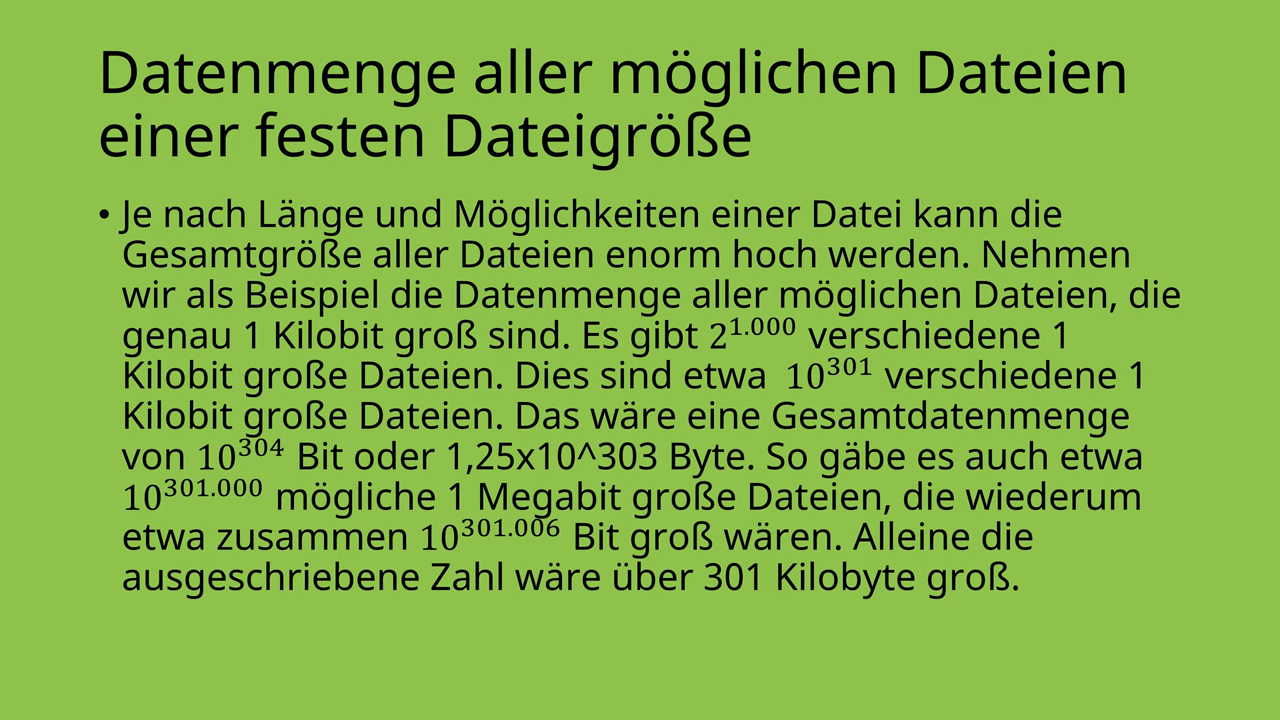 Datenmenge aller möglichen Dateien
einer festen Dateigröße
• Je nach Länge und Möglichkeiten einer Datei kann die
Gesamtgröße aller Dateien enorm hoch werden. Nehmen
wir als Beispiel die Datenmenge aller möglichen Dateien, die
genau 1 Kilobit groß sind. Es gibt 2^1.000 verschiedene 1
Kilobit große Dateien. Dies sind etwa 10^301 verschiedene 1
Kilobit große Dateien. Das wäre eine Gesamtdatenmenge
von 10^304 Bit oder 1,25x10^303 Byte. So gäbe es auch etwa
10^301.000 mögliche 1 Megabit große Dateien, die wiederum
etwa zusammen 10^301.006 Bit groß wären. Alleine die
ausgeschriebene Zahl wäre über 301 Kilobyte groß.